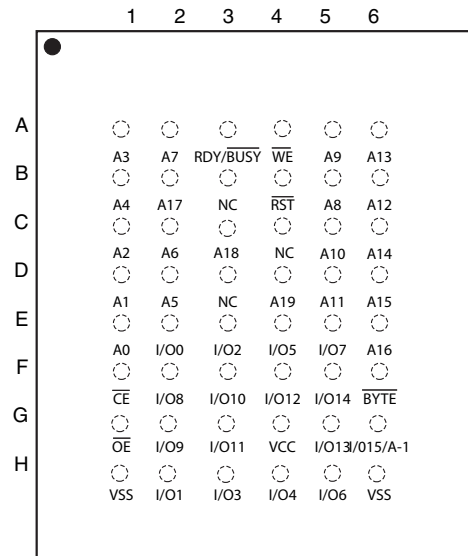 1 2 3 4 5 6
A
A3 A7 RDY/BUSY WE A9 A13
B
A4 A17 NC RST A8 A12
C
A2 A6 A18 NC A10 A14
D
A1 A5 NC A19 A11 A15
E
A0 I/O0 I/O2 I/O5 I/O7 A16
F
CE I/O8 I/O10 I/O12 I/O14 BYTE
G
OE I/O9 I/O11 VCC I/O13 I/015/A-1
H
VSS I/O1 I/O3 I/O4 I/O6 VSS